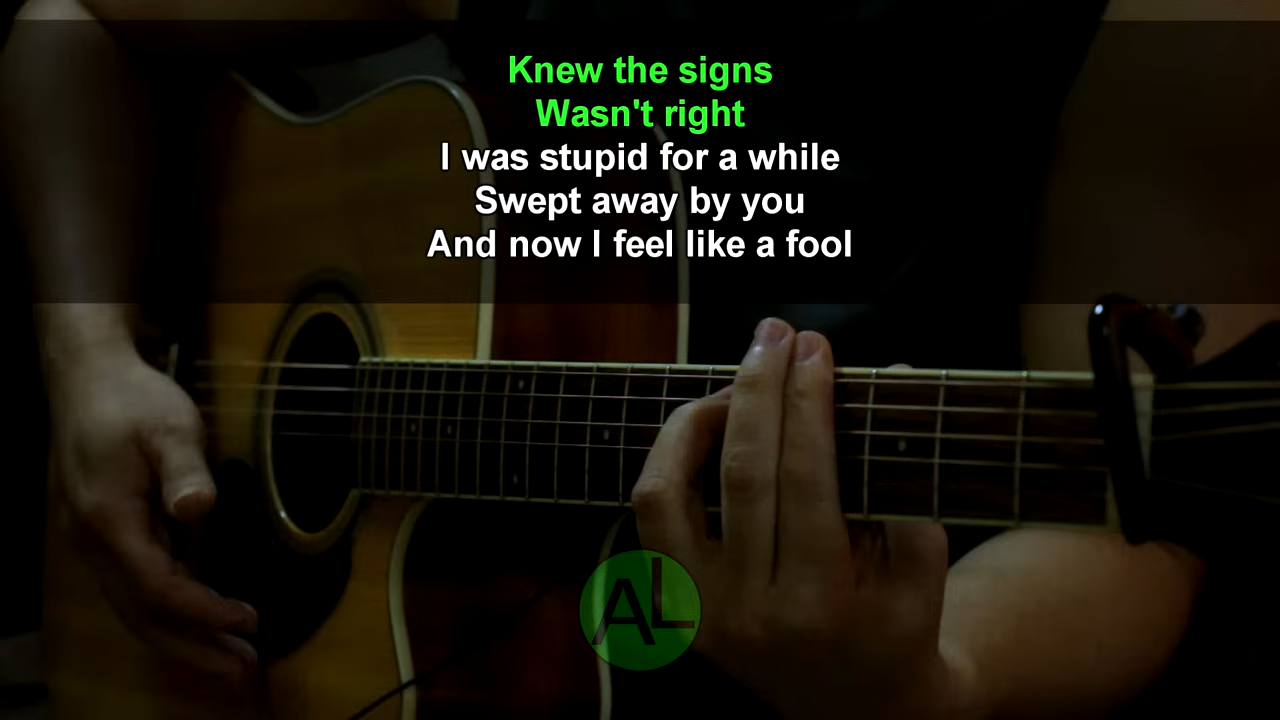 Knew the signs
Wasn't right
I was stupid for a while
Swept away by you
And now I feel like a fool
AL